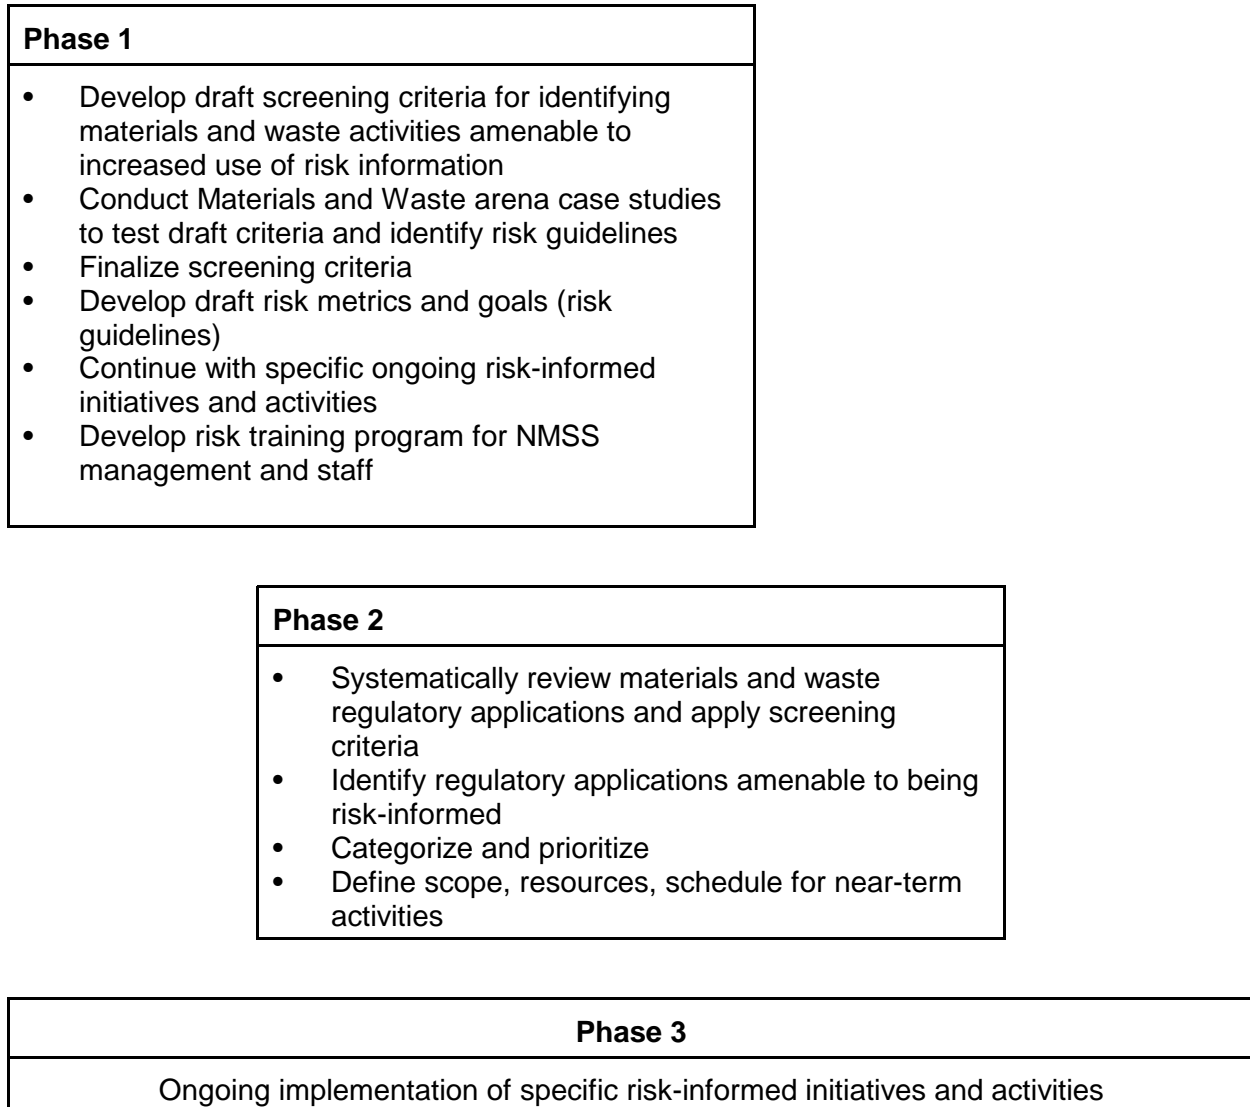 Phase 1
• Develop draft screening criteria for identifying
materials and waste activities amenable to
increased use of risk information
• Conduct Materials and Waste arena case studies
to test draft criteria and identify risk guidelines
• Finalize screening criteria
• Develop draft risk metrics and goals (risk
guidelines)
• Continue with specific ongoing risk-informed
initiatives and activities
• Develop risk training program for NMSS
management and staff
Phase 2
• Systematically review materials and waste
regulatory applications and apply screening
criteria
• Identify regulatory applications amenable to being
risk-informed
• Categorize and prioritize
• Define scope, resources, schedule for near-term
activities
Phase 3
Ongoing implementation of specific risk-informed initiatives and activities